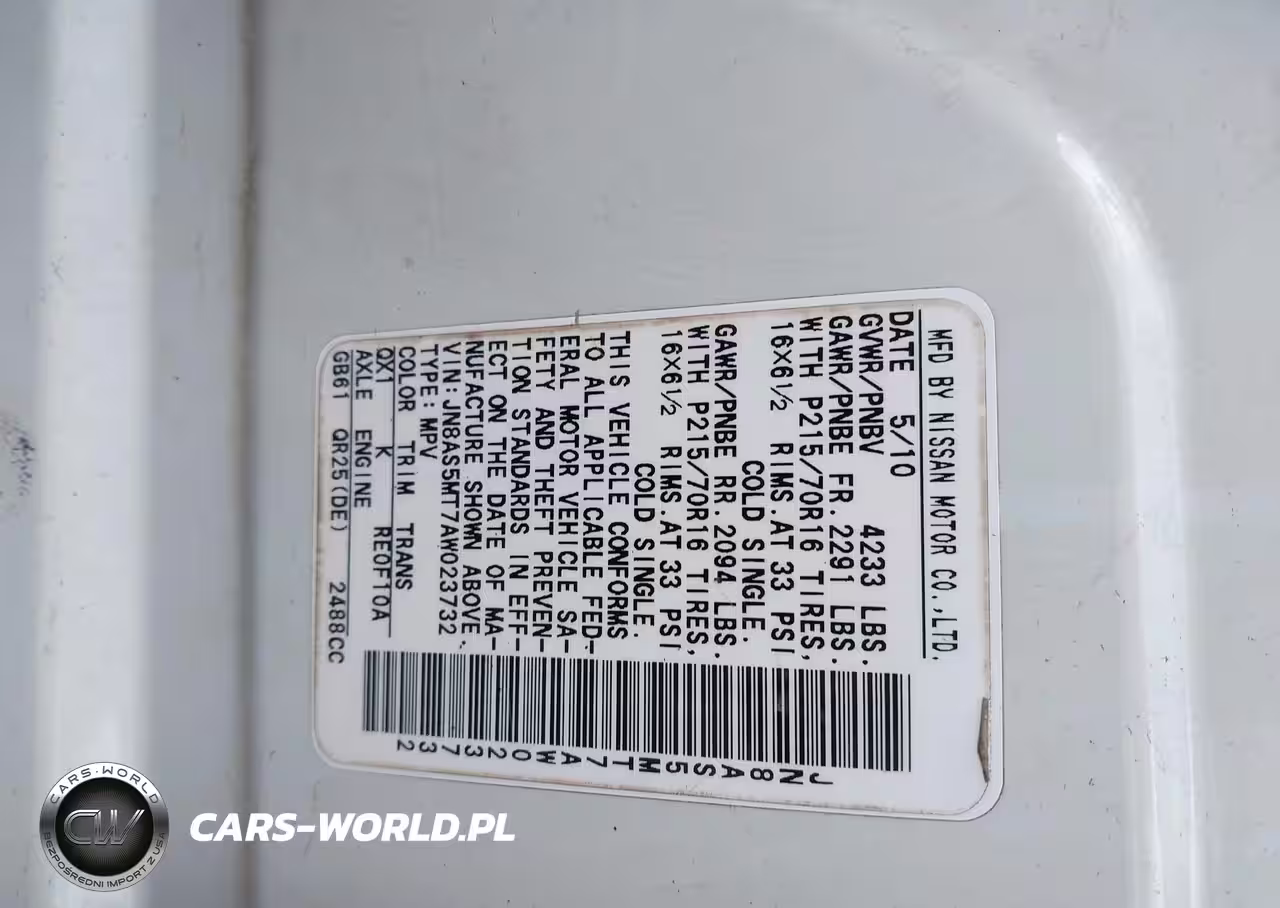 MFD BY NISSAN MOTOR CO.,LTD.
DATE 5/10
GVWR/PNBV 4233 LBS.
GAWR/PNBE FR. 2291 LBS.
WITH P215/70R16 TIRES,
16X6½ RIMS.AT 33 PSI
COLD SINGLE.
GAWR/PNBE RR. 2094 LBS.
WITH P215/70R16 TIRES,
16X6½ RIMS.AT 33 PSI
COLD SINGLE.
THIS VEHICLE CONFORMS
TO ALL APPLICABLE FED-
ERAL MOTOR VEHICLE SA-
FETY AND THEFT PREVEN-
TION STANDARDS IN EFF-
ECT ON THE DATE OF MA-
NUFACTURE SHOWN ABOVE.
VIN:JN8AS5MT7AW023732
TYPE:MPV
COLOR TRIM TRANS
QX1 K RE0F10A
AXLE ENGINE
GB61 QR25(DE) 2488CC
JN8AS5MT7AW023732
CARS-WORLD
CW
BEZPOŚREDNI IMPORT Z USA
CARS-WORLD.PL